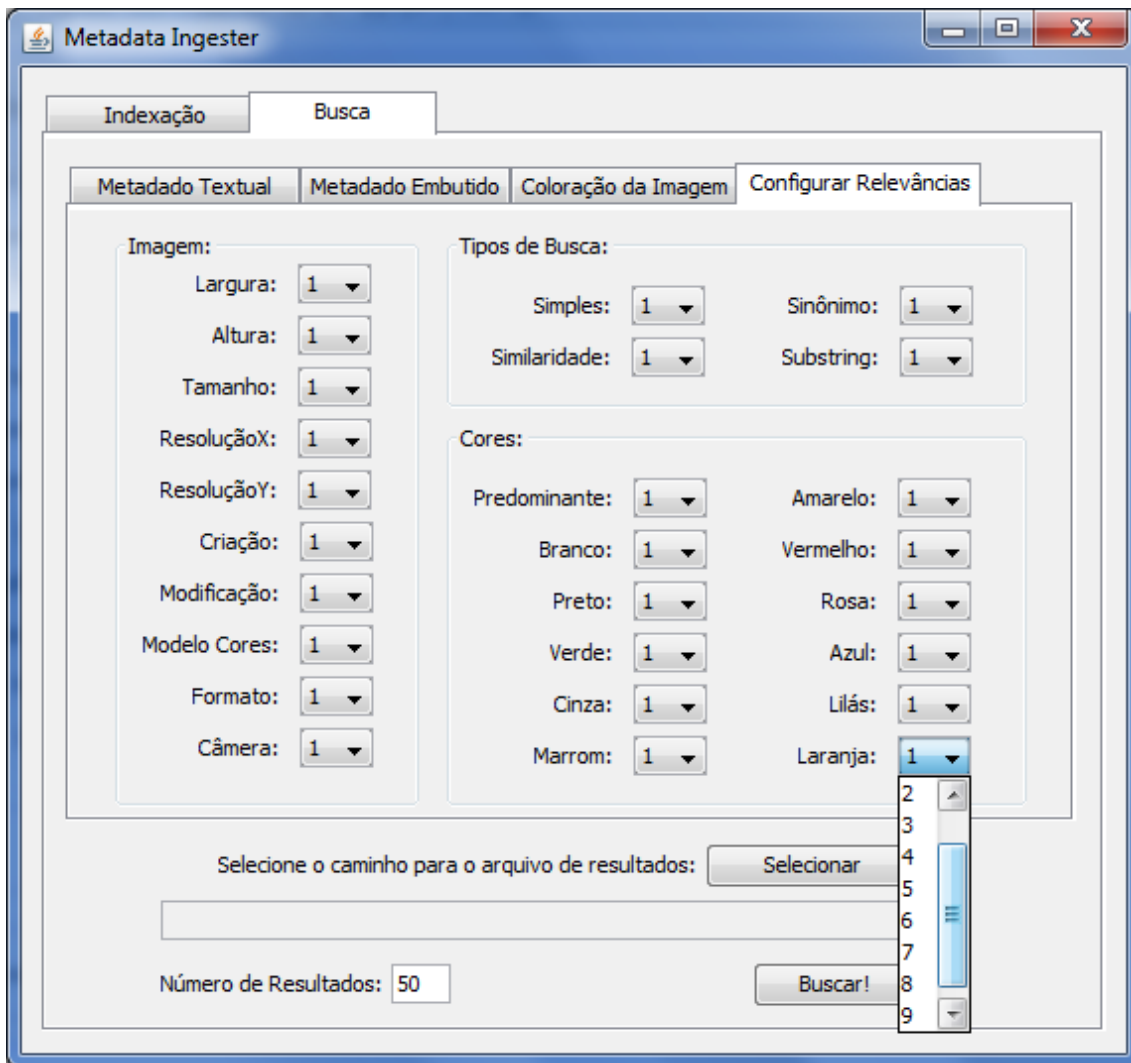 Metadata Ingester
Indexação Busca
Metadado Textual Metadado Embutido Coloração da Imagem Configurar Relevâncias
Imagem:
Largura: 1
Altura: 1
Tamanho: 1
ResoluçãoX: 1
ResoluçãoY: 1
Criação: 1
Modificação: 1
Modelo Cores: 1
Formato: 1
Câmera: 1
Tipos de Busca:
Simples: 1 Sinônimo: 1
Similaridade: 1 Substring: 1
Cores:
Predominante: 1 Amarelo: 1
Branco: 1 Vermelho: 1
Preto: 1 Rosa: 1
Verde: 1 Azul: 1
Cinza: 1 Lilás: 1
Marrom: 1 Laranja: 1
2
3
4
5
6
7
8
9
Selecione o caminho para o arquivo de resultados: Selecionar
Número de Resultados: 50 Buscar!